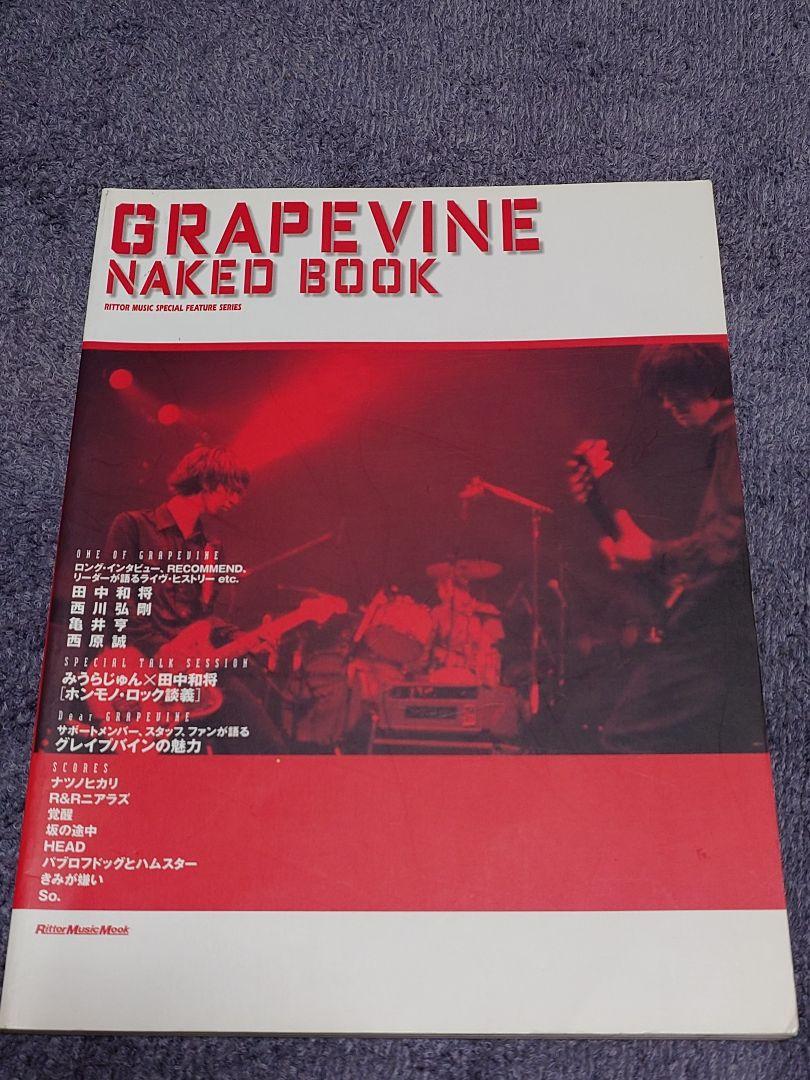 GRAPEVINE
NAKED BOOK
RITTOR MUSIC SPECIAL FEATURE SERIES
ONE OF GRAPEVINE
ロング・インタビュー、RECOMMEND、
リーダーが語るライヴ・ヒストリー etc.
田中和将
西川弘剛
亀井亨
西原誠
SPECIAL TALK SESSION
みうらじゅん×田中和将
[ホンモノ・ロック談義]
Dear GRAPEVINE
サポートメンバー、スタッフ、ファンが語る
グレイプバインの魅力
SCORES
ナツノヒカリ
R&Rニアラズ
覚醒
坂の途中
HEAD
パブロフドッグとハムスター
きみが嫌い
So.
RittorMusicMook